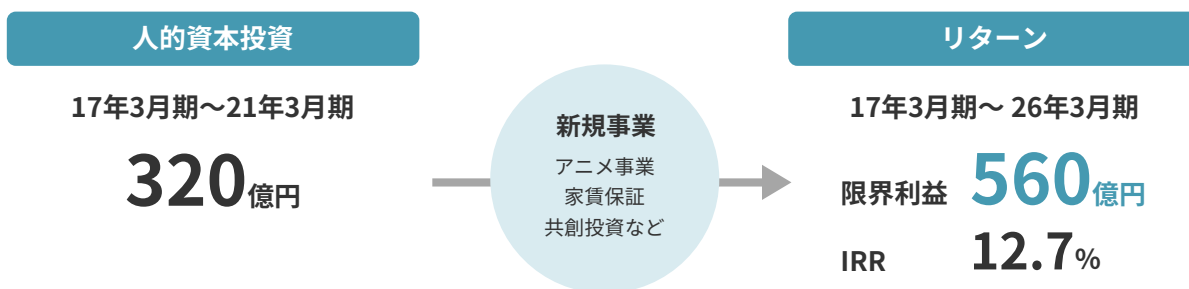 人的資本投資
17年3月期～21年3月期
320億円
新規事業
アニメ事業
家賃保証
共創投資など
リターン
17年3月期～ 26年3月期
限界利益 560億円
IRR 12.7%